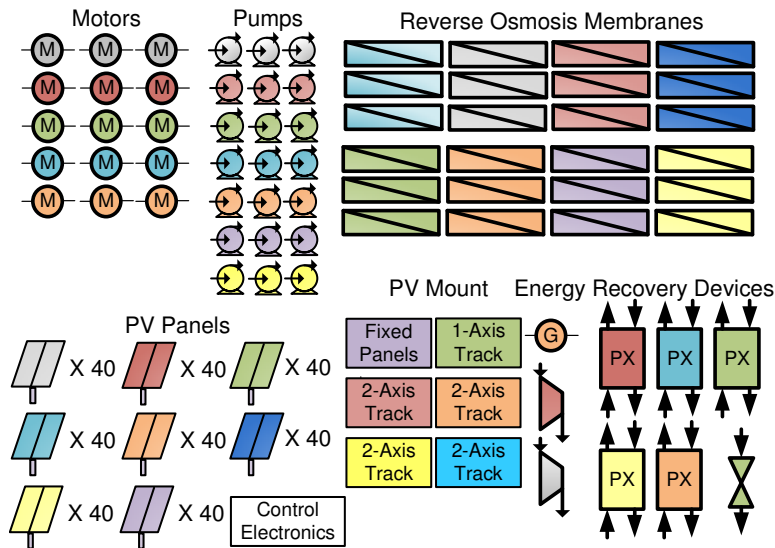 Motors
Pumps
Reverse Osmosis Membranes
M M M
M M M
M M M
M M M
M M M
PV Panels
X 40 X 40 X 40
X 40 X 40 X 40
X 40 X 40
Control
Electronics
PV Mount
Fixed
Panels
1-Axis
Track
2-Axis
Track
2-Axis
Track
2-Axis
Track
2-Axis
Track
Energy Recovery Devices
G
PX PX PX
PX PX